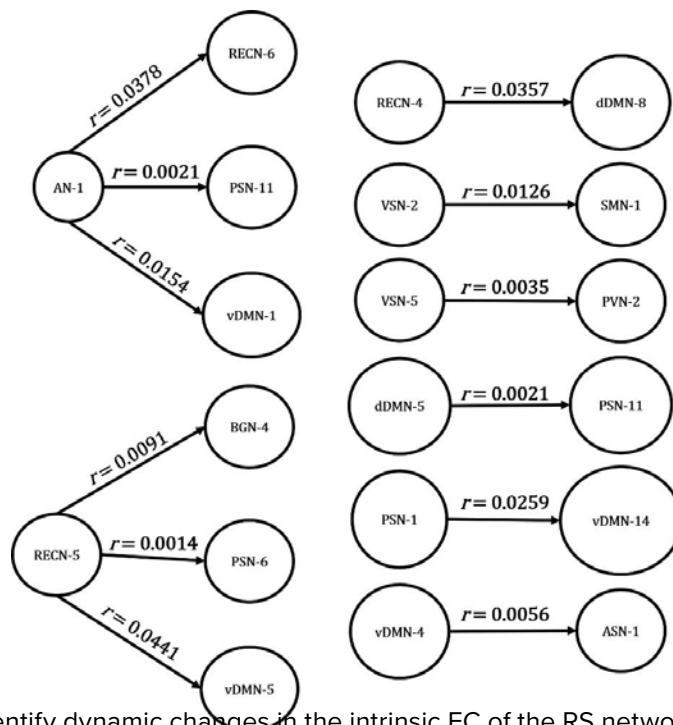 RECN-6
r= 0.0378
AN-1
r= 0.0021
PSN-11
r= 0.0154
vDMN-1
BGN-4
r= 0.0091
RECN-5
r= 0.0014
PSN-6
r= 0.0441
vDMN-5
RECN-4
r= 0.0357
dDMN-8
VSN-2
r= 0.0126
SMN-1
VSN-5
r= 0.0035
PVN-2
dDMN-5
r= 0.0021
PSN-11
PSN-1
r= 0.0259
vDMN-14
vDMN-4
r= 0.0056
ASN-1
entify dynamic changes in the intrinsic EC of the RS netwo